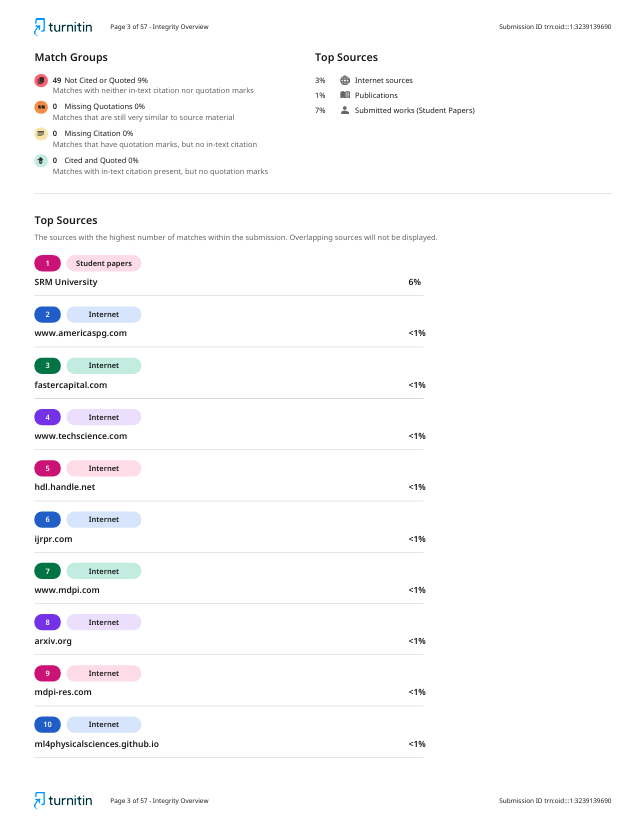 turnitin Page 3 of 57 - Integrity Overview Submission ID trn:oid:::1:3239139690
Match Groups
49 Not Cited or Quoted 9%
Matches with neither in-text citation nor quotation marks
0 Missing Quotations 0%
Matches that are still very similar to source material
0 Missing Citation 0%
Matches that have quotation marks, but no in-text citation
0 Cited and Quoted 0%
Matches with in-text citation present, but no quotation marks
Top Sources
3% Internet sources
1% Publications
7% Submitted works (Student Papers)
Top Sources
The sources with the highest number of matches within the submission. Overlapping sources will not be displayed.
1 Student papers
SRM University 6%
2 Internet
www.americaspg.com <1%
3 Internet
fastercapital.com <1%
4 Internet
www.techscience.com <1%
5 Internet
hdl.handle.net <1%
6 Internet
ijrpr.com <1%
7 Internet
www.mdpi.com <1%
8 Internet
arxiv.org <1%
9 Internet
mdpi-res.com <1%
10 Internet
ml4physicalsciences.github.io <1%
turnitin Page 3 of 57 - Integrity Overview Submission ID trn:oid:::1:3239139690